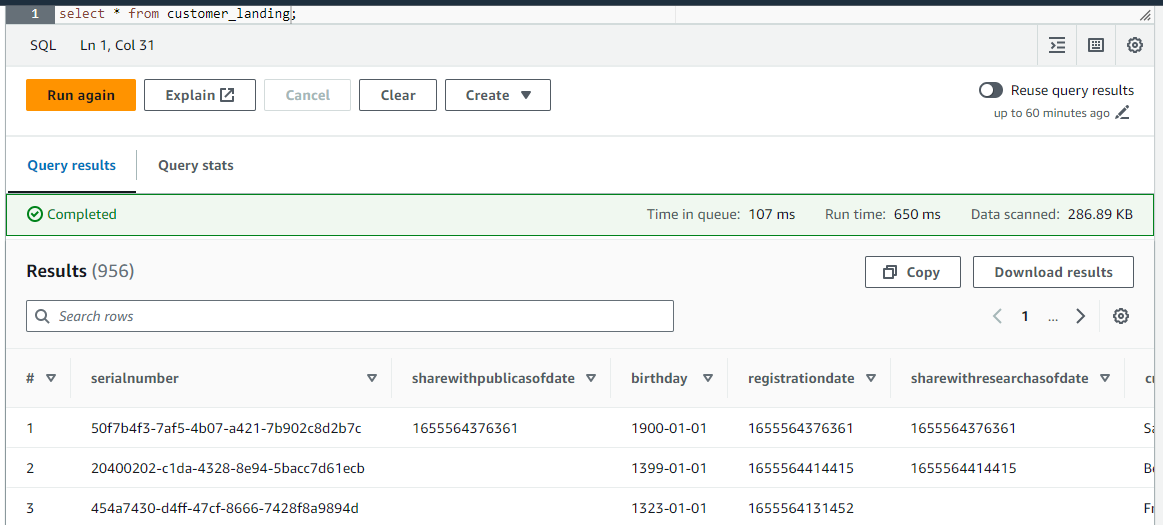 1 select * from customer_landing;
SQL Ln 1, Col 31
Run again Explain Cancel Clear Create Reuse query results
up to 60 minutes ago
Query results Query stats
Completed Time in queue: 107 ms Run time: 650 ms Data scanned: 286.89 KB
Results (956) Copy Download results
Search rows 1 ...
# serialnumber sharewithpublicasofdate birthday registrationdate sharewithresearchasofdate cu
1 50f7b4f3-7af5-4b07-a421-7b902c8d2b7c 1655564376361 1900-01-01 1655564376361 1655564376361 Sa
2 20400202-c1da-4328-8e94-5bacc7d61ecb 1399-01-01 1655564414415 1655564414415 Be
3 454a7430-d4ff-47cf-8666-7428f8a9894d 1323-01-01 1655564131452 Fr